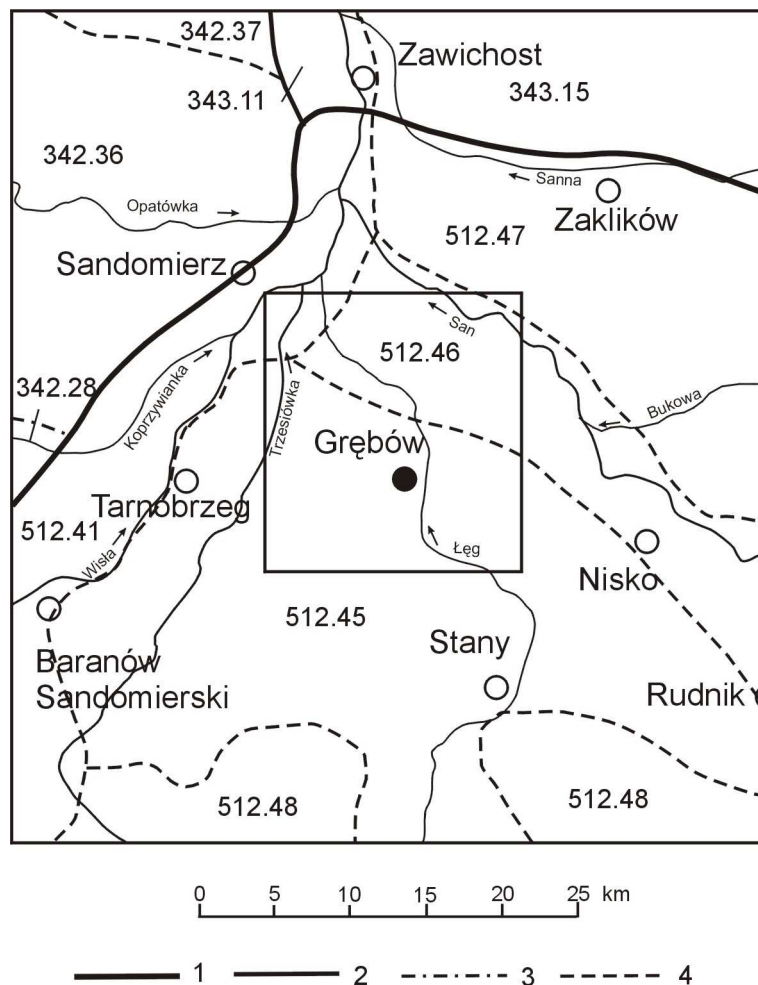 342.37
Zawichost
343.11
343.15
342.36
Sanna
Opatówka
Zaklików
512.47
Sandomierz
San
512.46
342.28
Koprzywianka
Trzesiówka
Bukowa
Grębów
Tarnobrzeg
512.41
Wisła
Łęg
Nisko
512.45
Stany
Baranów
Sandomierski
Rudnik
512.48
512.48
0 5 10 15 20 25 km
1 2 3 4